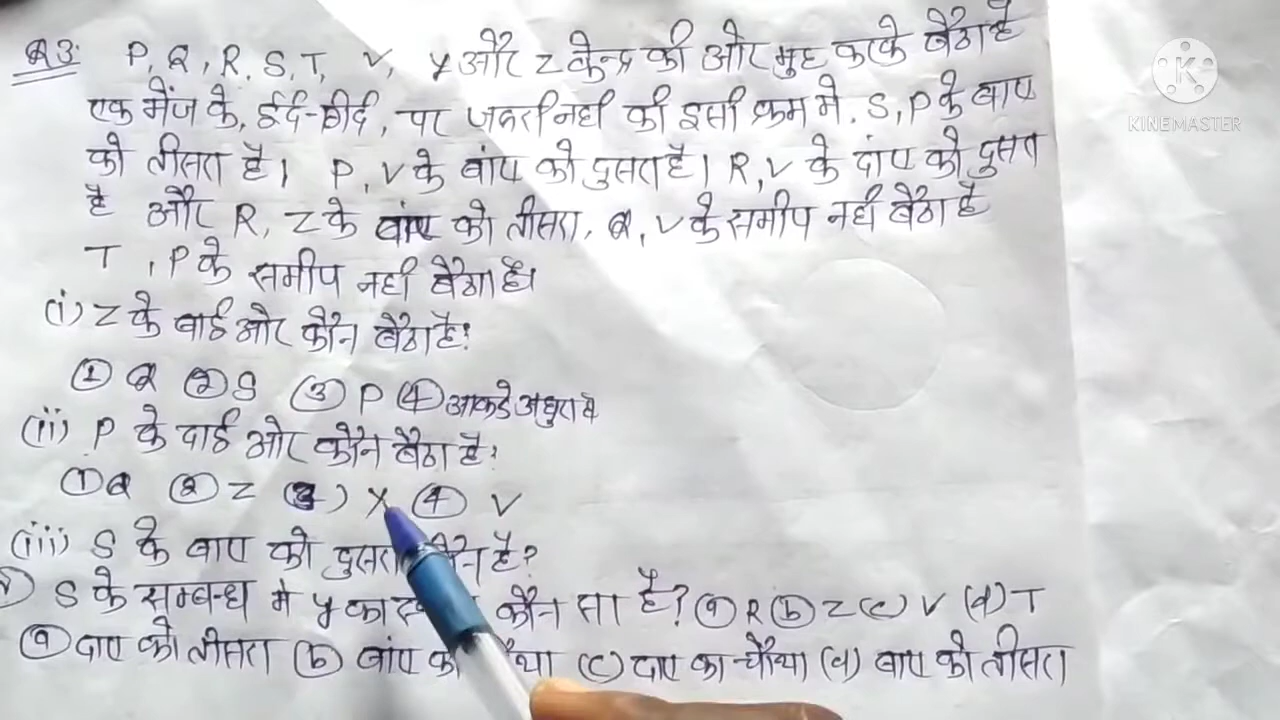 Q3. P, Q, R, S, T, V, Y और Z केन्द्र की ओर मुह करके बैठा है
एक मेंज के, ईर्द-बीर्द, पर जरुरी नही की इसी क्रम मे. S, P के बाए
को तीसरा है। P, V के बांए को दुसरा है। R, V के दांए को दुसरा
है और R, Z के बांए को तीसरा, Q, V के समीप नही बैठा है
T, P के समीप नही बैठा है।
(i) Z के बाई ओर कौन बैठा है?
① Q ② S ③ P ④ आकडे अधुरा है
(ii) P के दाई ओर कौन बैठा है?
① Q ② Z ③ Y ④ V
(iii) S के बाए को दुसरा कौन है?
S के सम्बन्ध मे Y का कौन सा है? ⓐ R ⓑ Z ⓒ V (d) T
ⓐ दाए को तीसरा ⓑ बांए को (c) दाए का चौथा (d) बाए को तीसरा
KINEMASTER